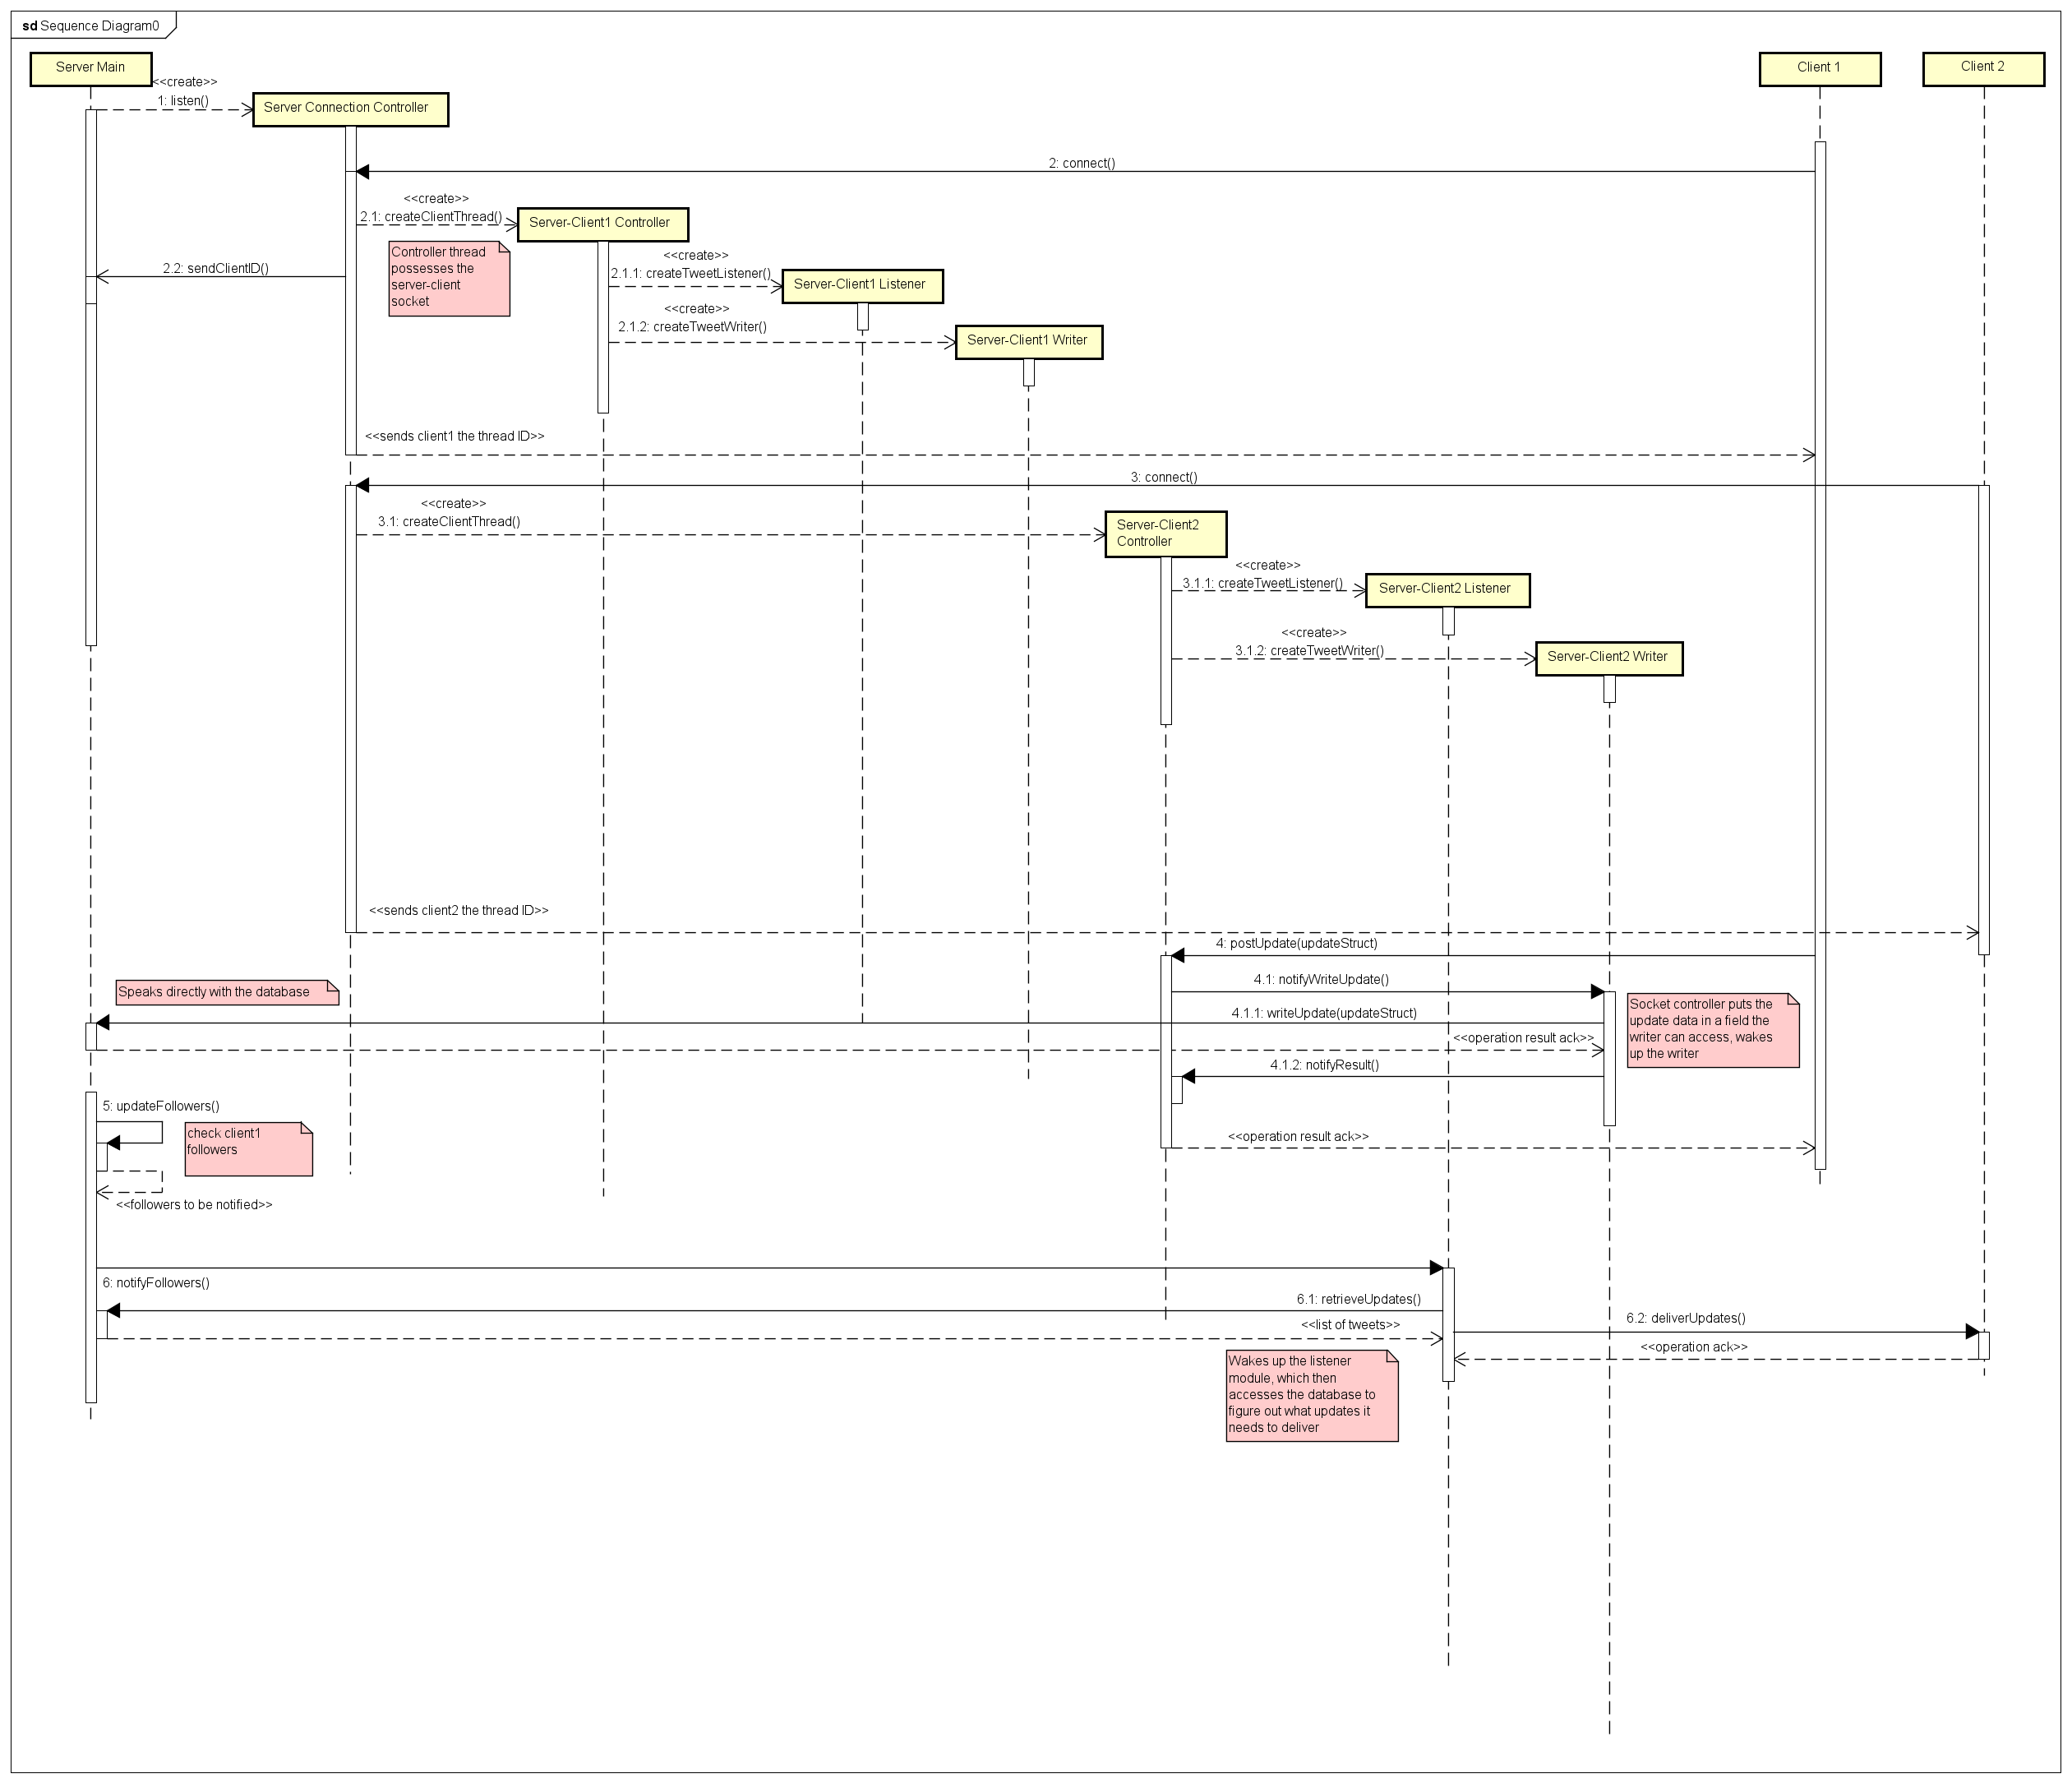 sd Sequence Diagram0
Server Main
Client 1
Client 2
<<create>>
1: listen()
Server Connection Controller
2: connect()
<<create>>
2.1: createClientThread()
Server-Client1 Controller
Controller thread
possesses the
server-client
socket
2.2: sendClientID()
<<create>>
2.1.1: createTweetListener()
Server-Client1 Listener
<<create>>
2.1.2: createTweetWriter()
Server-Client1 Writer
<<sends client1 the thread ID>>
3: connect()
<<create>>
3.1: createClientThread()
Server-Client2
Controller
<<create>>
3.1.1: createTweetListener()
Server-Client2 Listener
<<create>>
3.1.2: createTweetWriter()
Server-Client2 Writer
<<sends client2 the thread ID>>
4: postUpdate(updateStruct)
4.1: notifyWriteUpdate()
Speaks directly with the database
4.1.1: writeUpdate(updateStruct)
Socket controller puts the
update data in a field the
writer can access, wakes
up the writer
<<operation result ack>>
4.1.2: notifyResult()
5: updateFollowers()
check client1
followers
<<operation result ack>>
<<followers to be notified>>
6: notifyFollowers()
6.1: retrieveUpdates()
<<list of tweets>>
6.2: deliverUpdates()
<<operation ack>>
Wakes up the listener
module, which then
accesses the database to
figure out what updates it
needs to deliver